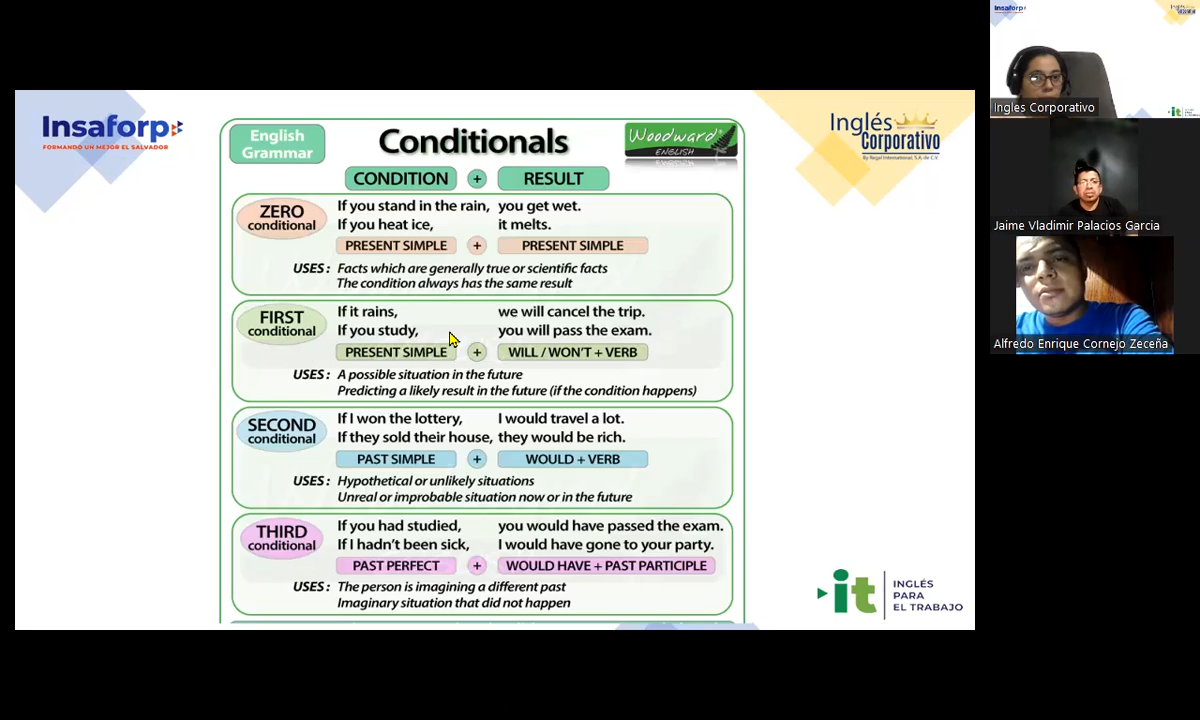 Insaforp
FORMANDO UN MEJOR EL SALVADOR
English
Grammar
Conditionals
Woodward®
ENGLISH
Inglés
Corporativo
By Regal International, S.A. de C.V.
CONDITION + RESULT
ZERO
conditional
If you stand in the rain, you get wet.
If you heat ice, it melts.
PRESENT SIMPLE + PRESENT SIMPLE
USES : Facts which are generally true or scientific facts
The condition always has the same result
FIRST
conditional
If it rains, we will cancel the trip.
If you study, you will pass the exam.
PRESENT SIMPLE + WILL / WON'T + VERB
USES : A possible situation in the future
Predicting a likely result in the future (if the condition happens)
SECOND
conditional
If I won the lottery, I would travel a lot.
If they sold their house, they would be rich.
PAST SIMPLE + WOULD + VERB
USES : Hypothetical or unlikely situations
Unreal or improbable situation now or in the future
THIRD
conditional
If you had studied, you would have passed the exam.
If I hadn't been sick, I would have gone to your party.
PAST PERFECT + WOULD HAVE + PAST PARTICIPLE
USES : The person is imagining a different past
Imaginary situation that did not happen
it
INGLÉS
PARA
EL TRABAJO
Insaforp
it
Ingles Corporativo
Jaime Vladimir Palacios Garcia
Alfredo Enrique Cornejo Zeceña